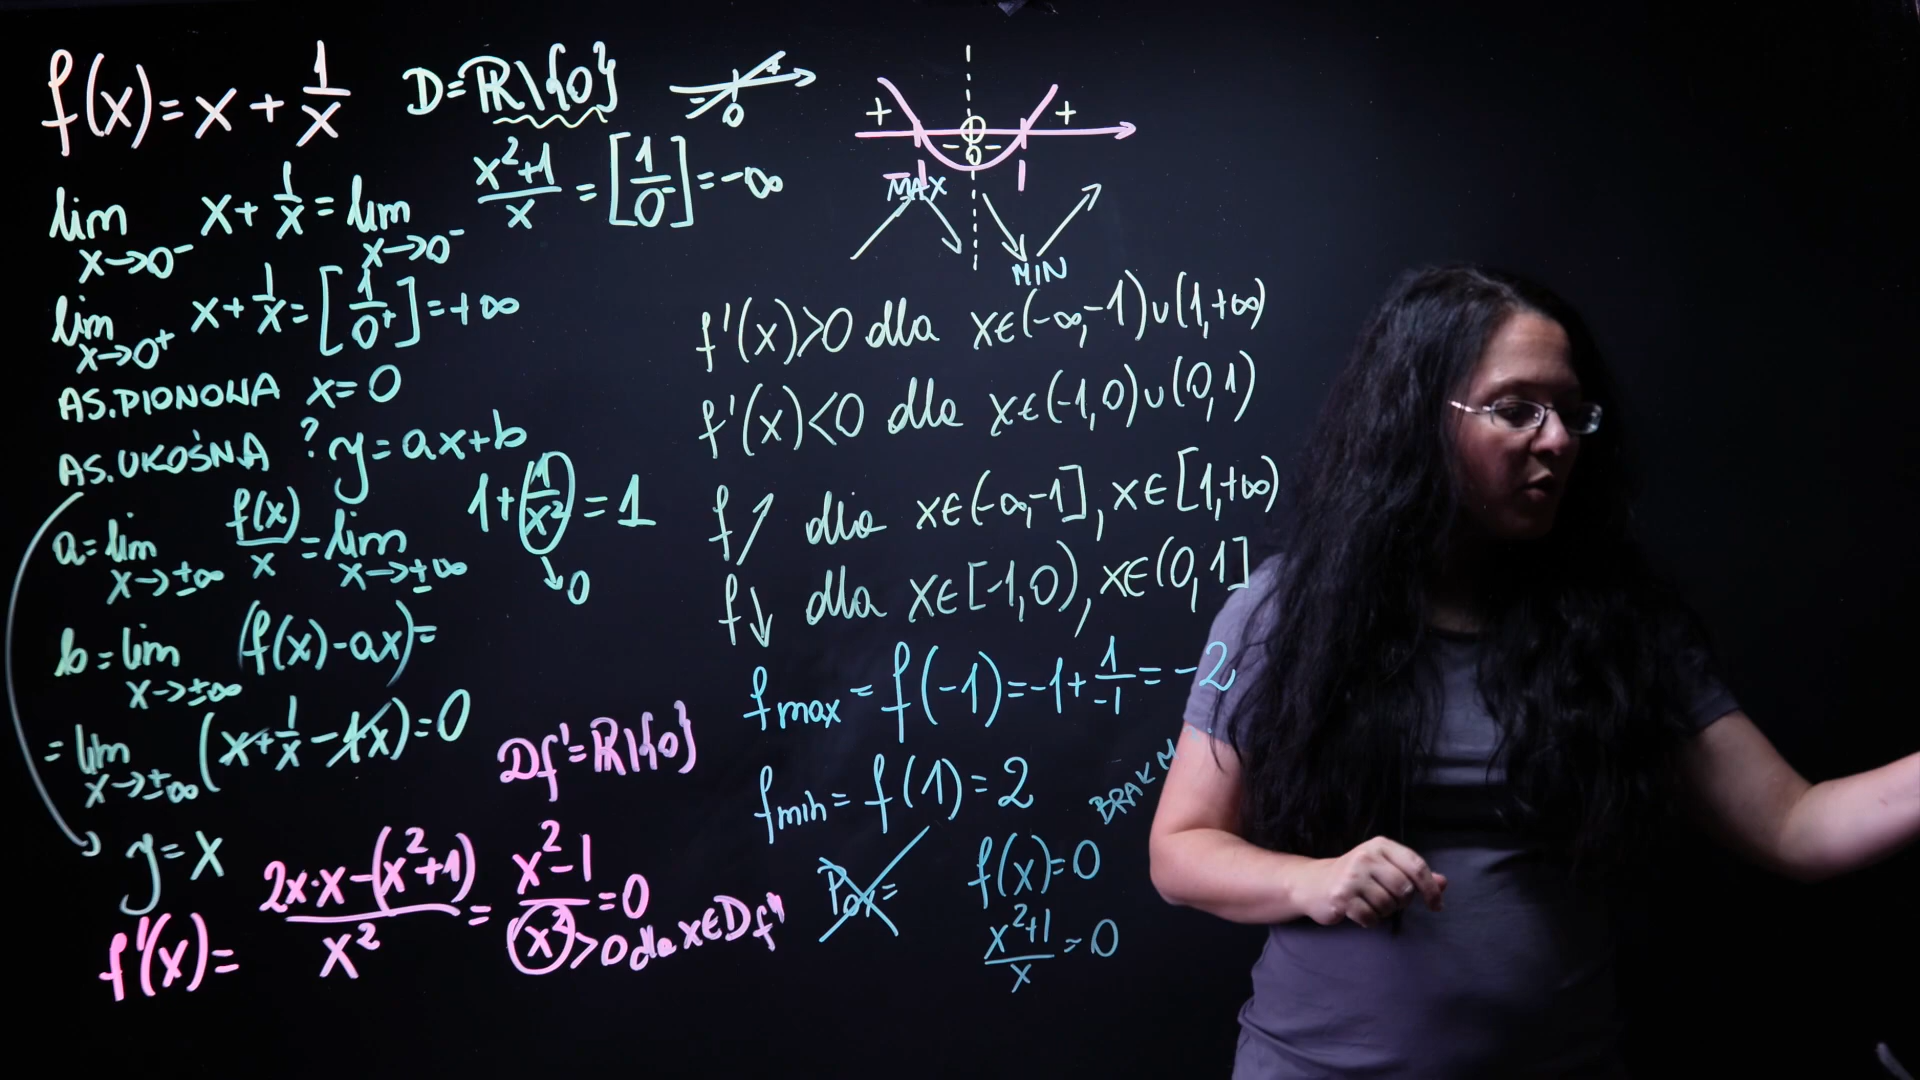 f(x)=x+1/x D=ℝ\{0} - 0 +
lim x→0⁻ x+1/x=lim x→0⁻ (x²+1)/x=[1/0⁻]=-∞
lim x→0⁺ x+1/x=[1/0⁺]=+∞
AS.PIONOWA x=0
AS.UKOŚNA ? y=ax+b
a=lim x→±∞ f(x)/x=lim x→±∞ 1+(1/x²)=1
→0
b=lim x→±∞ (f(x)-ax)=
=lim x→±∞ (x+1/x-1x)=0
y=x
Df'=ℝ\{0}
f'(x)=(2x·x-(x²+1))/x²=(x²-1)/x²=0
x²>0 dla x∈Df'
+ - 0 - +
MAX
MIN
f'(x)>0 dla x∈(-∞,-1)∪(1,+∞)
f'(x)<0 dla x∈(-1,0)∪(0,1)
f↗ dla x∈(-∞,-1], x∈[1,+∞)
f↓ dla x∈[-1,0), x∈(0,1]
fmax=f(-1)=-1+1/-1=-2
fmin=f(1)=2
BRAK M
POY=
f(x)=0
(x²+1)/x=0